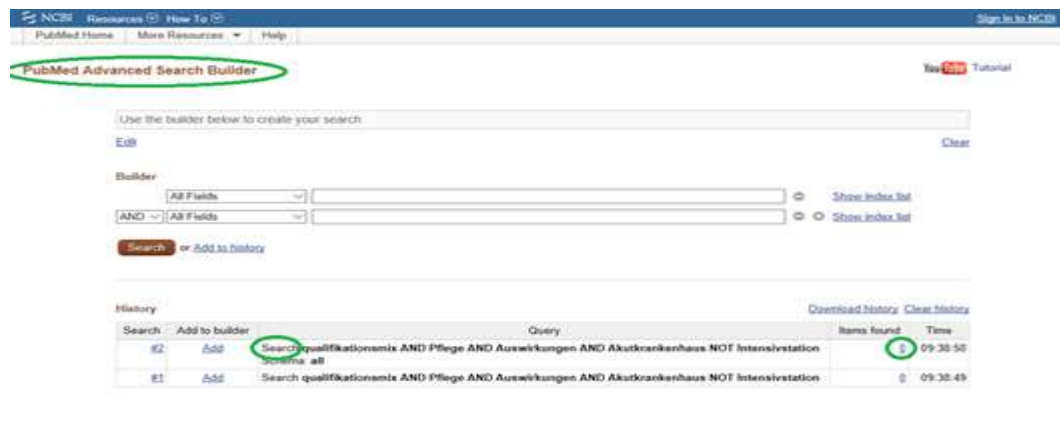 NCBI Resources How To Sign in to NCBI
PubMed Home More Resources Help
PubMed Advanced Search Builder YouTube Tutorial
Use the builder below to create your search
Edit Clear
Builder
All Fields Show index list
AND All Fields Show index list
Search or Add to history
History Download history Clear history
Search Add to builder Query Items found Time
#2 Add Search qualifikationsmix AND Pflege AND Auswirkungen AND Akutkrankenhaus NOT Intensivstation 0 09:38:50
Schema: all
#1 Add Search qualifikationsmix AND Pflege AND Auswirkungen AND Akutkrankenhaus NOT Intensivstation 0 09:38:49